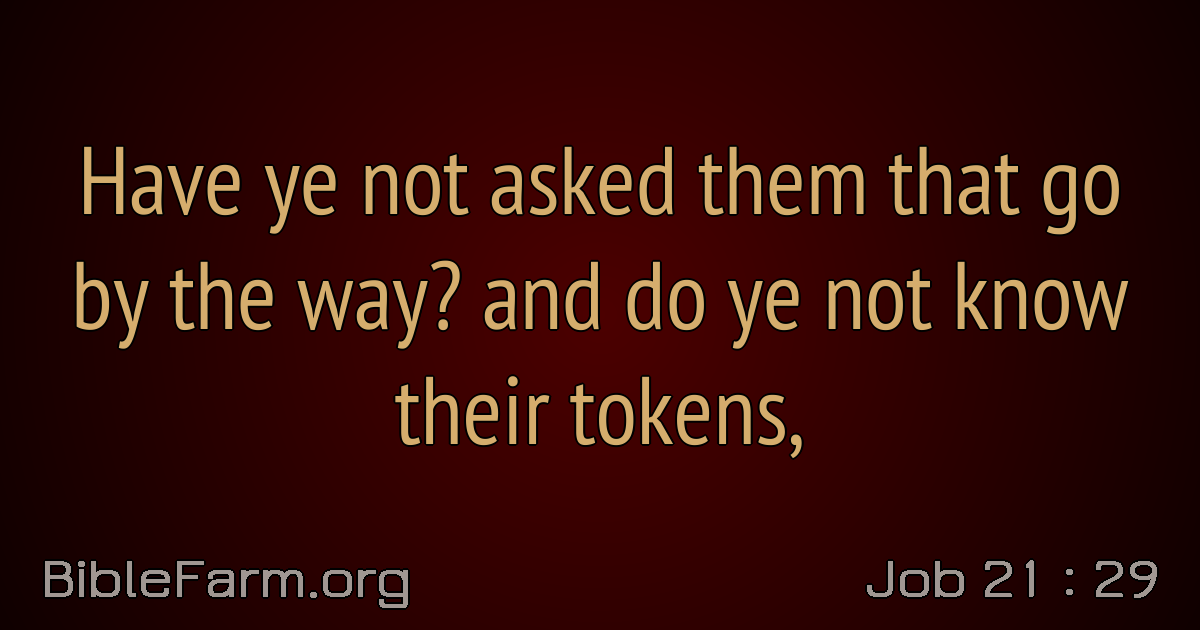 Have ye not asked them that go
by the way? and do ye not know
their tokens,
BibleFarm.org
Job 21 : 29